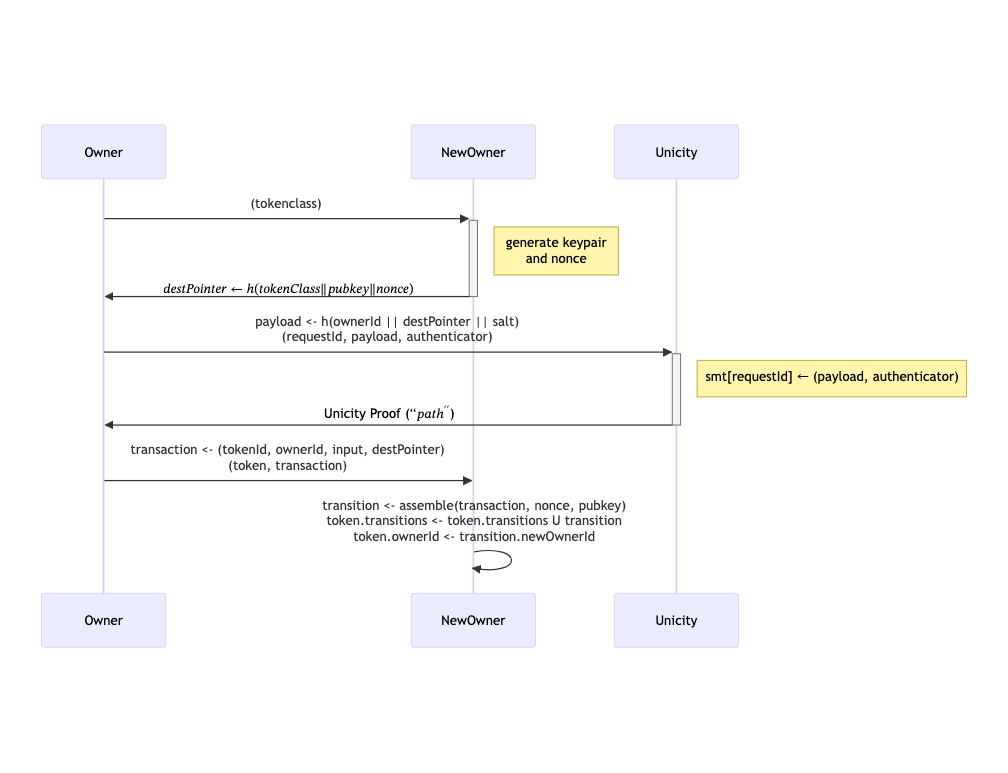 Owner
NewOwner
Unicity
(tokenclass)
generate keypair
and nonce
destPointer ← h(tokenClass||pubkey||nonce)
payload <- h(ownerId || destPointer || salt)
(requestId, payload, authenticator)
smt[requestId] ← (payload, authenticator)
Unicity Proof (“path″)
transaction <- (tokenId, ownerId, input, destPointer)
(token, transaction)
transition <- assemble(transaction, nonce, pubkey)
token.transitions <- token.transitions U transition
token.ownerId <- transition.newOwnerId
Owner
NewOwner
Unicity